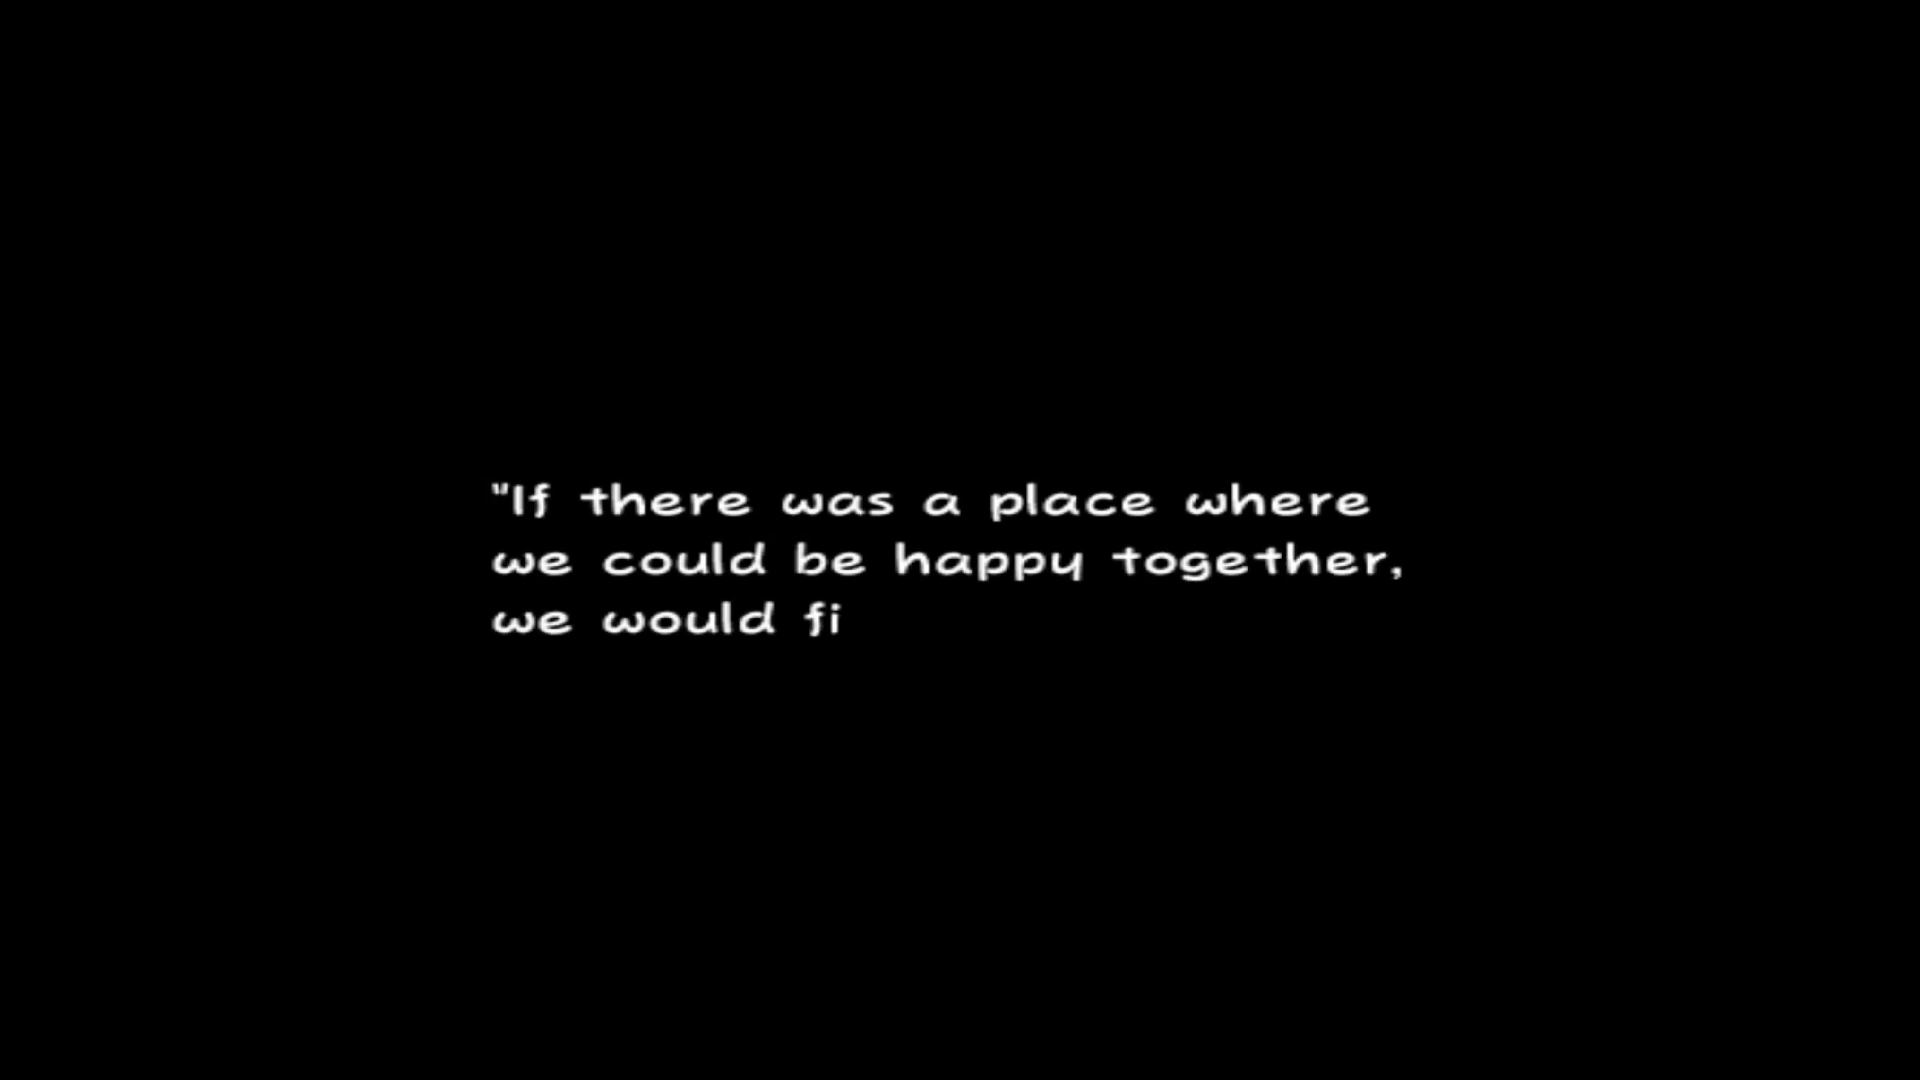 "If there was a place where
we could be happy together,
we would fi